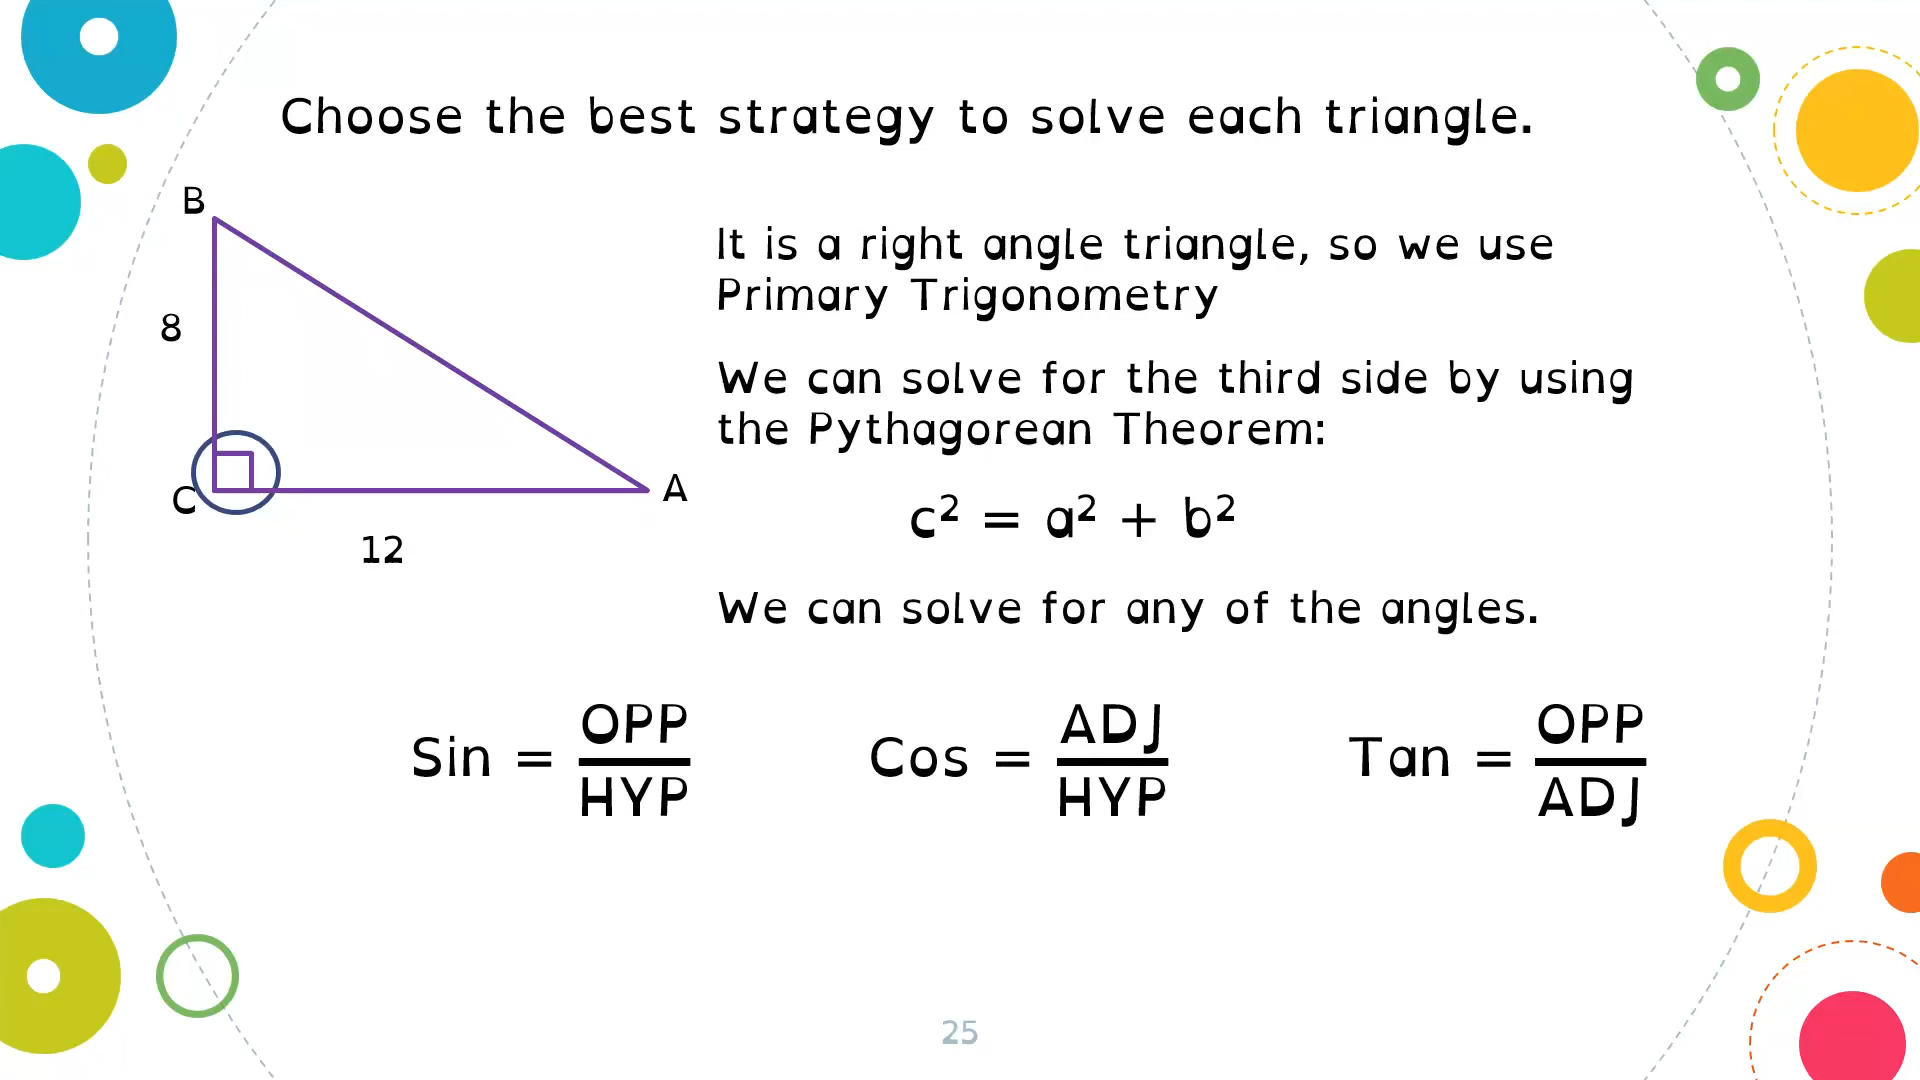 Choose the best strategy to solve each triangle.
B
It is a right angle triangle, so we use
Primary Trigonometry
8
We can solve for the third side by using
the Pythagorean Theorem:
C
A
c² = a² + b²
12
We can solve for any of the angles.
Sin = OPP/HYP
Cos = ADJ/HYP
Tan = OPP/ADJ
25